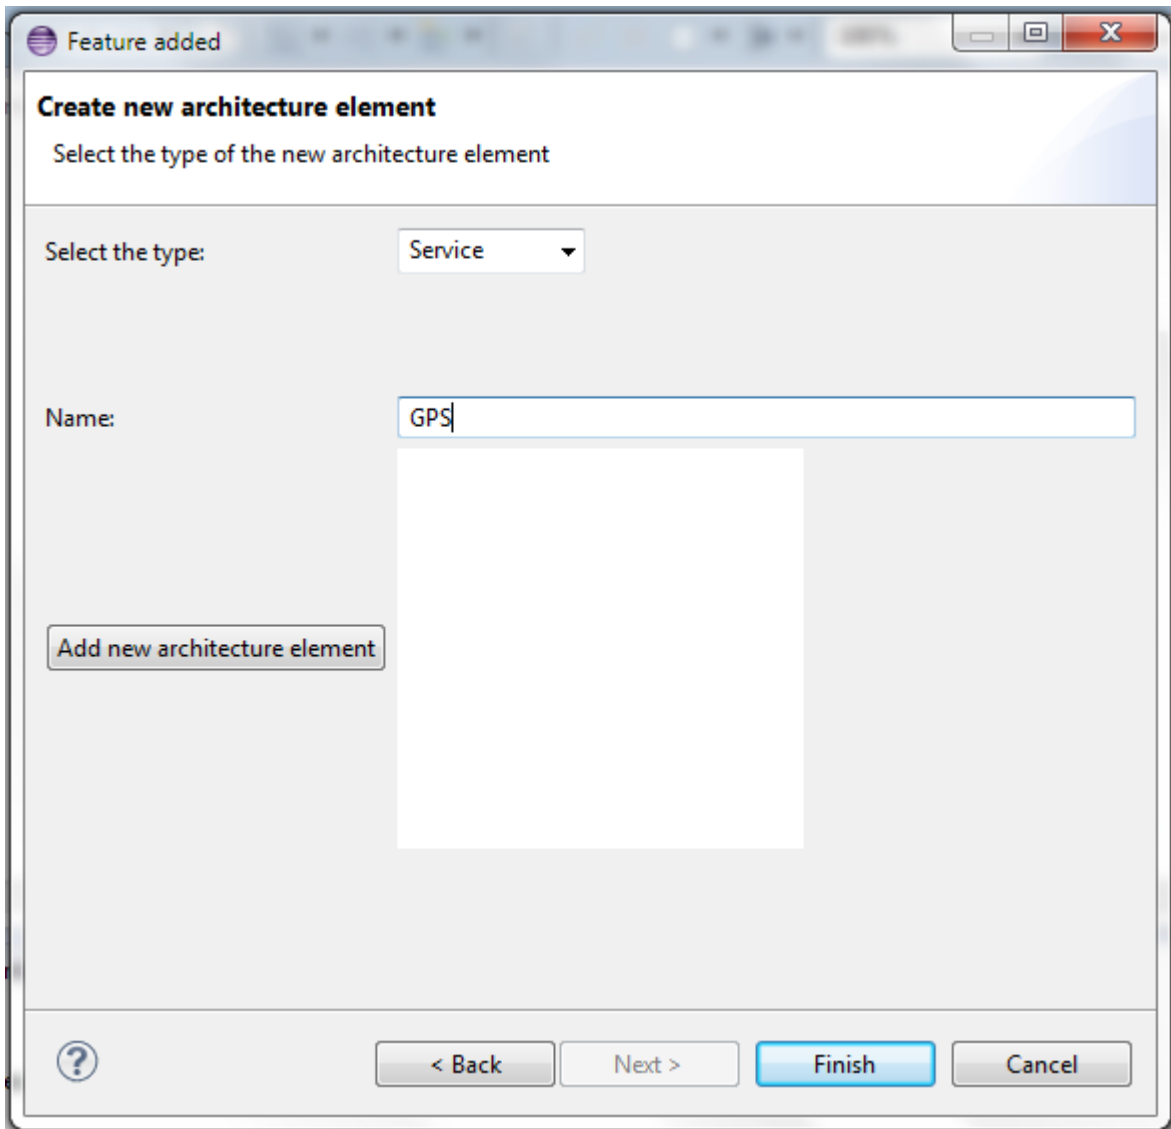 Feature added
Create new architecture element
Select the type of the new architecture element
Select the type:
Service
Name:
GPS
Add new architecture element
?
< Back
Next >
Finish
Cancel